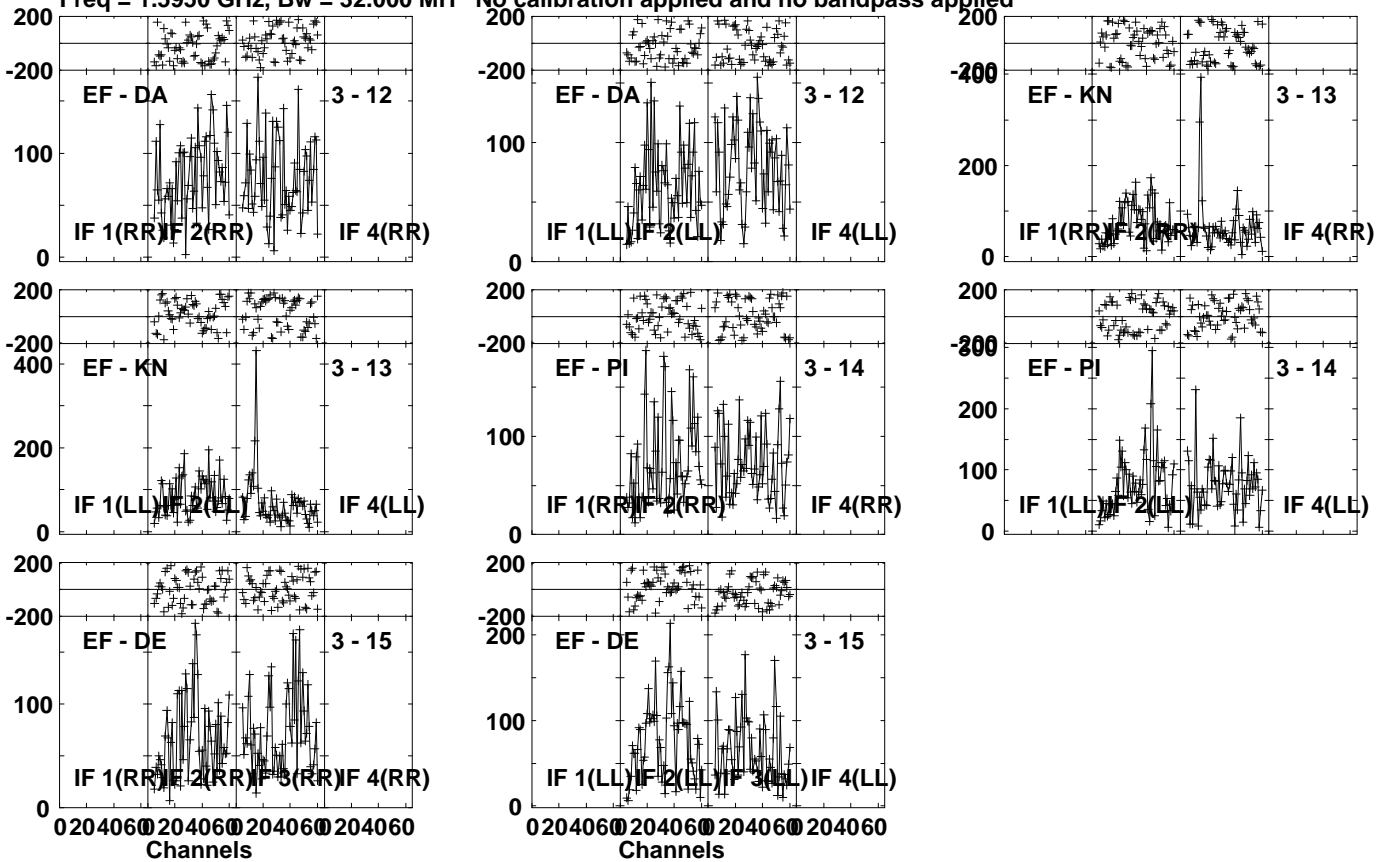 Freq = 1.5950 GHz, Bw = 32.000 MH No calibration applied and no bandpass applied
200
-200
EF - DA 3 - 12
100
IF 1(RR) IF 2(RR) IF 4(RR)
0
200
-200
EF - DA 3 - 12
100
IF 1(LL) IF 2(LL) IF 4(LL)
0
200
-200
400
EF - KN 3 - 13
200
IF 1(RR) IF 2(RR) IF 4(RR)
0
200
-200
400
EF - KN 3 - 13
200
IF 1(LL) IF 2(LL) IF 4(LL)
0
200
-200
EF - PI 3 - 14
100
IF 1(RR) IF 2(RR) IF 4(RR)
0
200
-200
300
EF - PI 3 - 14
200
100
IF 1(LL) IF 2(LL) IF 4(LL)
0
200
-200
EF - DE 3 - 15
100
IF 1(RR) IF 2(RR) IF 3(RR) IF 4(RR)
0
0 20 40 60 0 20 40 60 0 20 40 60 0 20 40 60
Channels
200
-200
200
EF - DE 3 - 15
100
IF 1(LL) IF 2(LL) IF 3(LL) IF 4(LL)
0
0 20 40 60 0 20 40 60 0 20 40 60 0 20 40 60
Channels